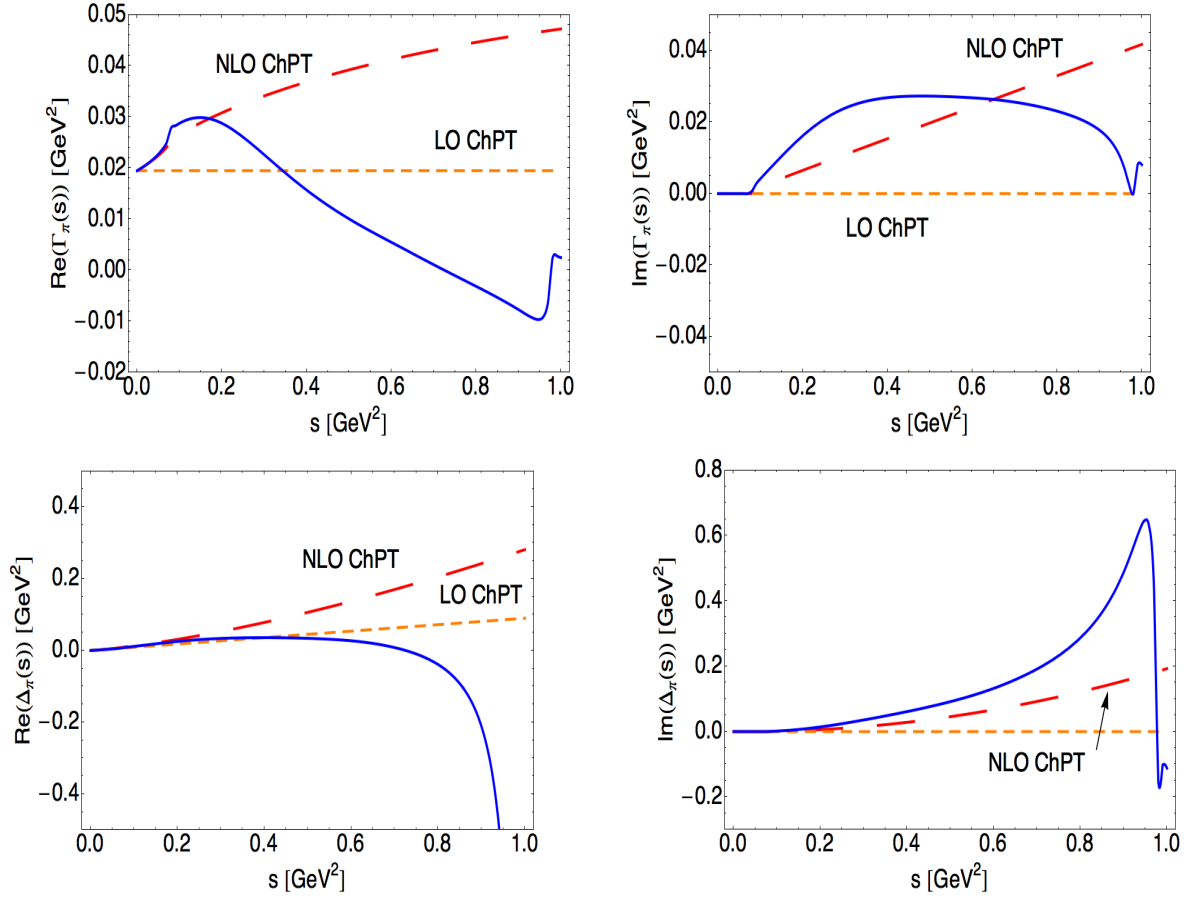 0.05
0.04
0.03
0.02
0.01
0.00
−0.01
−0.02
Re(Γπ(s)) [GeV²]
NLO ChPT
LO ChPT
0.0 0.2 0.4 0.6 0.8 1.0
s [GeV²]
0.04
0.02
0.00
−0.02
−0.04
Im(Γπ(s)) [GeV²]
NLO ChPT
LO ChPT
0.0 0.2 0.4 0.6 0.8 1.0
s [GeV²]
0.4
0.2
0.0
−0.2
−0.4
Re(Δπ(s)) [GeV²]
NLO ChPT
LO ChPT
0.0 0.2 0.4 0.6 0.8 1.0
s [GeV²]
0.8
0.6
0.4
0.2
0.0
−0.2
Im(Δπ(s)) [GeV²]
NLO ChPT
0.0 0.2 0.4 0.6 0.8 1.0
s [GeV²]